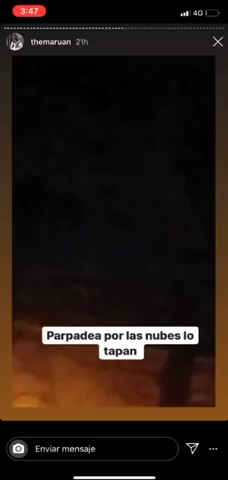 3:47
4G
themaruan 21h
Parpadea por las nubes lo
tapan
Enviar mensaje